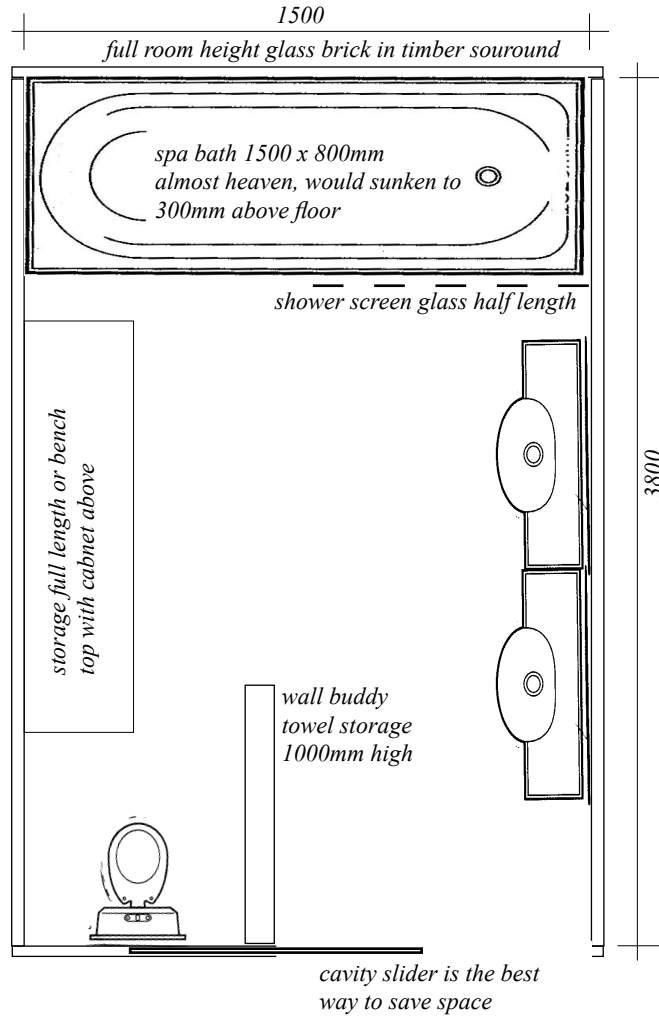 1500
full room height glass brick in timber souround
spa bath 1500 x 800mm
almost heaven, would sunken to
300mm above floor
shower screen glass half length
storage full length or bench
top with cabnet above
3800
wall buddy
towel storage
1000mm high
cavity slider is the best
way to save space